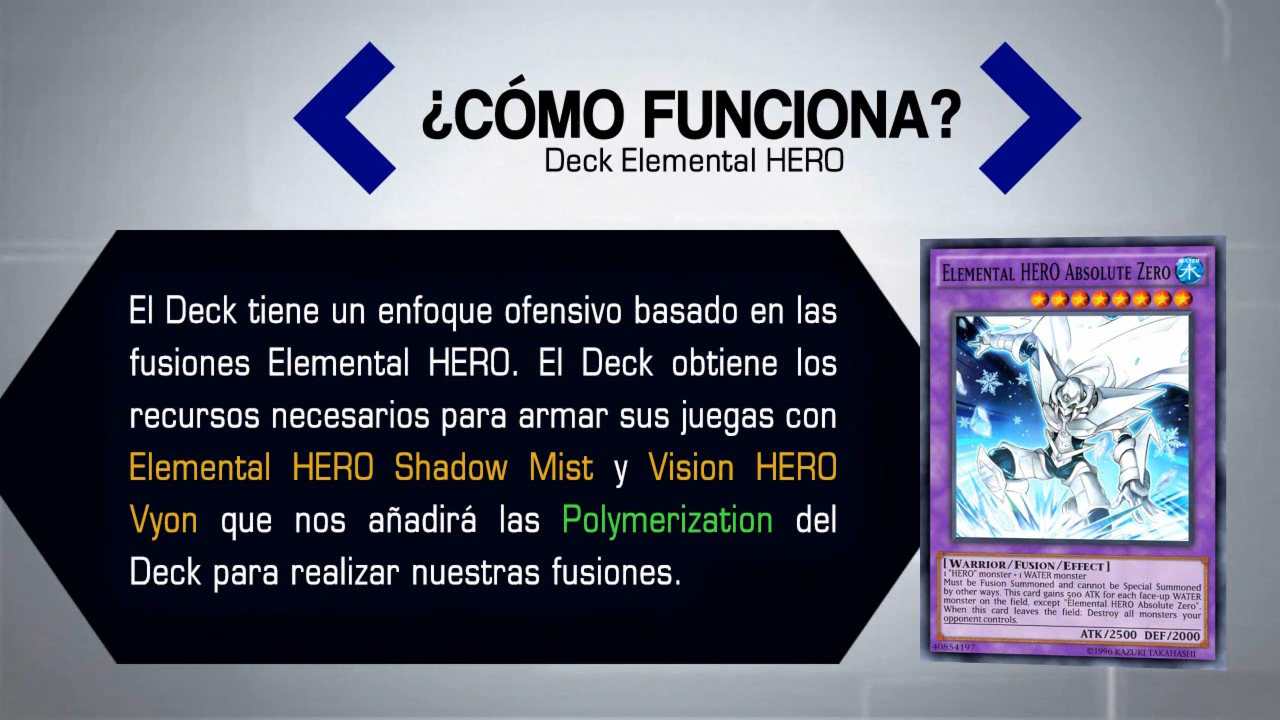 ¿CÓMO FUNCIONA?
Deck Elemental HERO
El Deck tiene un enfoque ofensivo basado en las
fusiones Elemental HERO. El Deck obtiene los
recursos necesarios para armar sus juegas con
Elemental HERO Shadow Mist y Vision HERO
Vyon que nos añadirá las Polymerization del
Deck para realizar nuestras fusiones.
ELEMENTAL HERO ABSOLUTE ZERO
WATER
水
[WARRIOR/FUSION/EFFECT]
1 "HERO" monster + 1 WATER monster
Must be Fusion Summoned and cannot be Special Summoned
by other ways. This card gains 500 ATK for each face-up WATER
monster on the field, except "Elemental HERO Absolute Zero".
When this card leaves the field: Destroy all monsters your
opponent controls.
ATK/2500 DEF/2000
40854197
©1996 KAZUKI TAKAHASHI